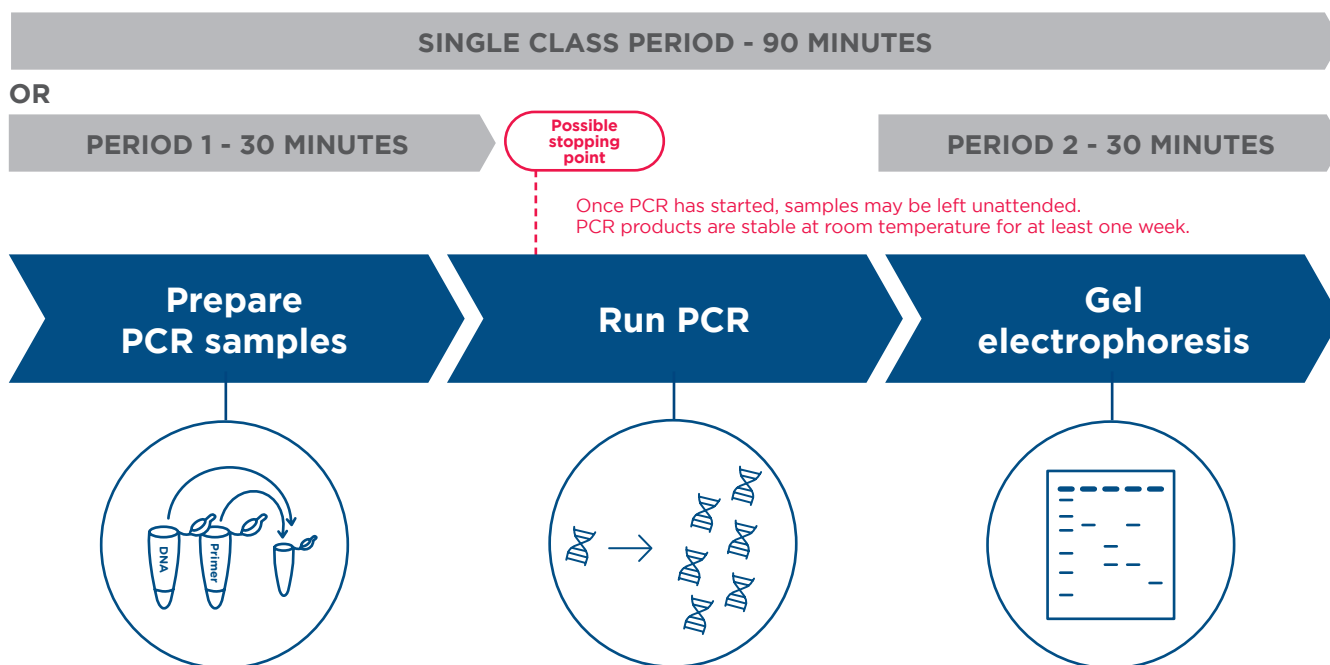 SINGLE CLASS PERIOD - 90 MINUTES
OR
PERIOD 1 - 30 MINUTES
Possible
stopping
point
PERIOD 2 - 30 MINUTES
Once PCR has started, samples may be left unattended.
PCR products are stable at room temperature for at least one week.
Prepare
PCR samples
Run PCR
Gel
electrophoresis
DNA
Primer